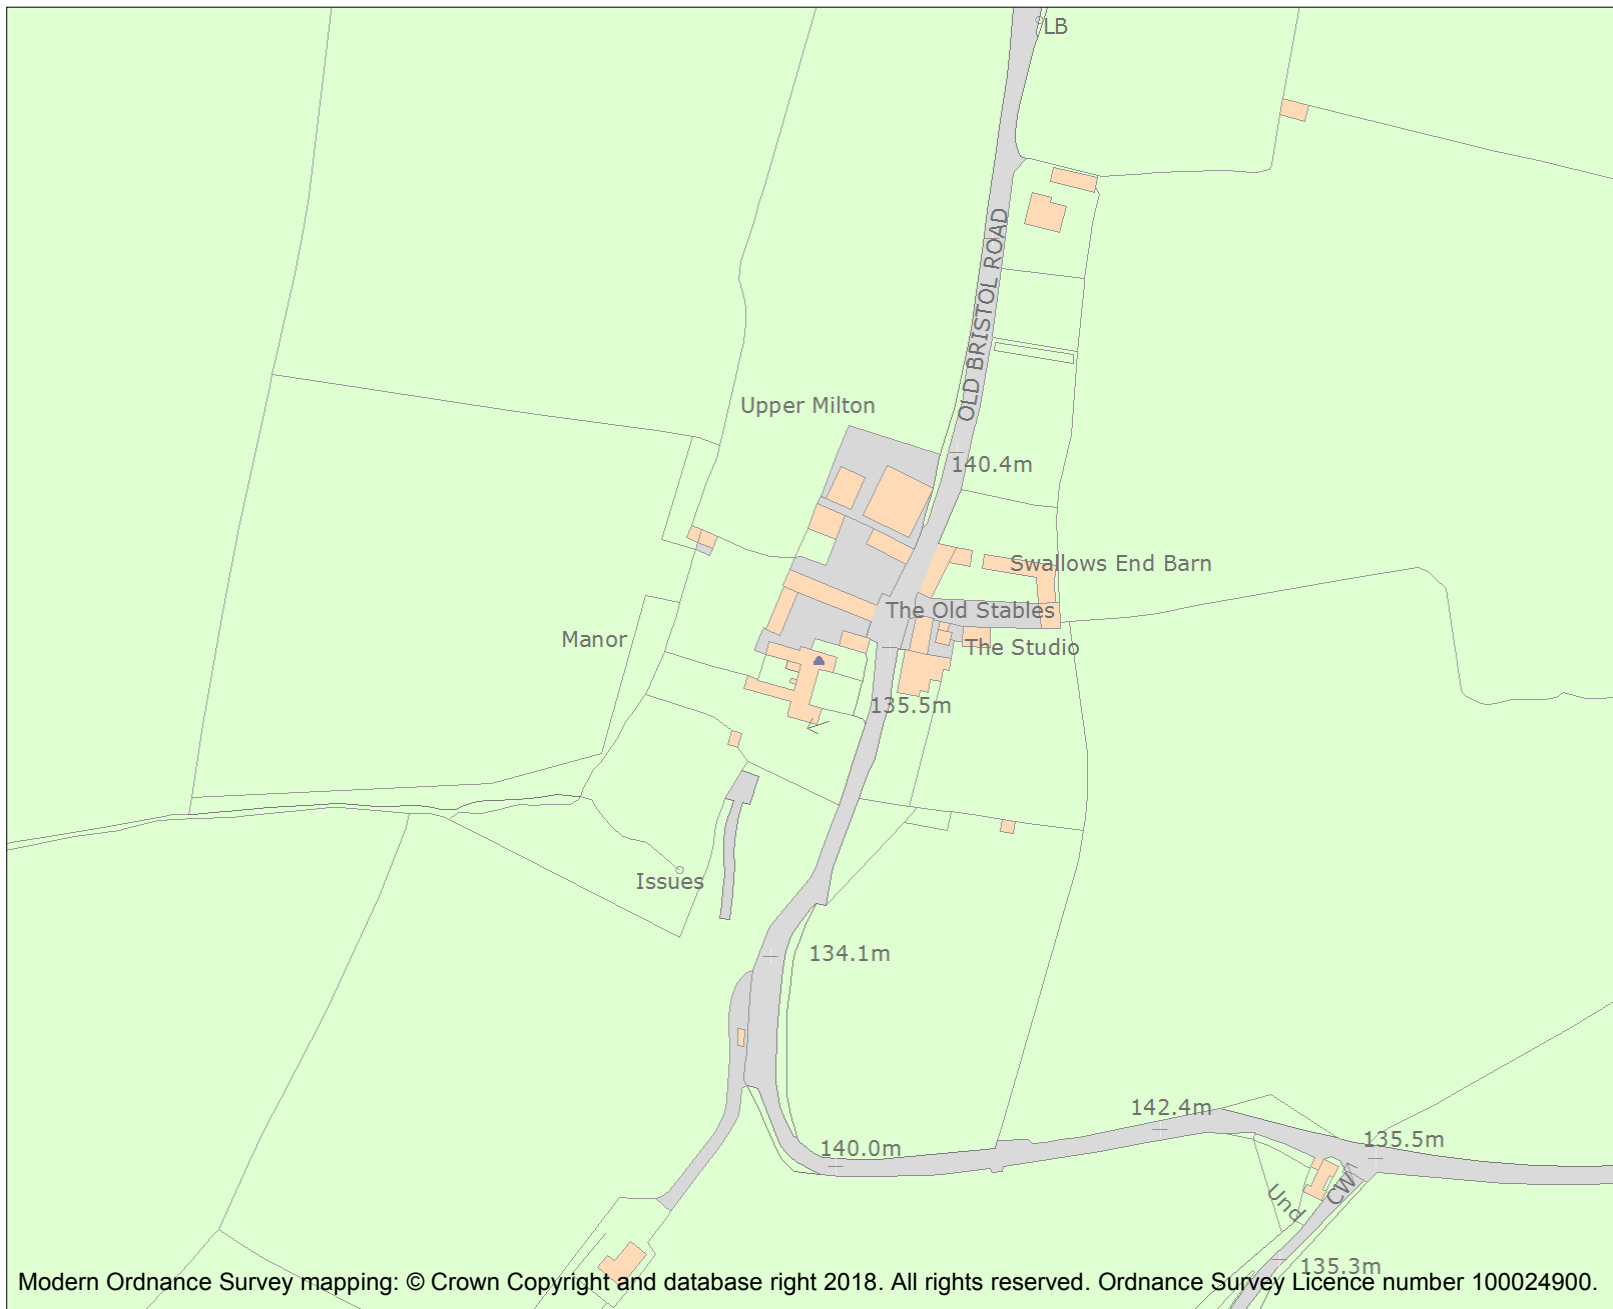 LB
OLD BRISTOL ROAD
Upper Milton
140.4m
Swallows End Barn
The Old Stables
Manor
The Studio
135.5m
Issues
134.1m
142.4m
140.0m
135.5m
Und
CW
135.3m
Modern Ordnance Survey mapping: © Crown Copyright and database right 2018. All rights reserved. Ordnance Survey Licence number 100024900.